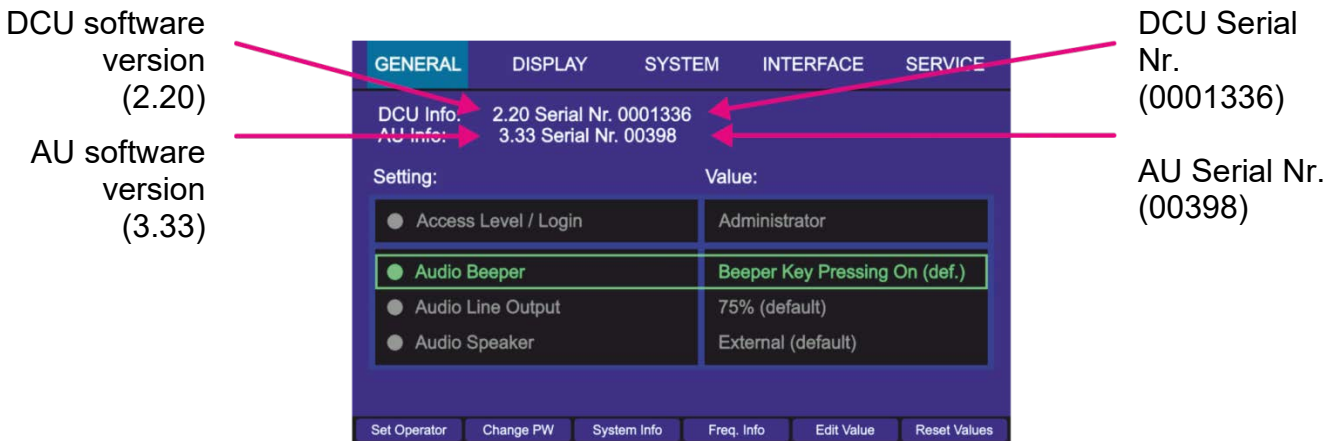 DCU software
version
(2.20)
AU software
version
(3.33)
GENERAL DISPLAY SYSTEM INTERFACE SERVICE
DCU Info: 2.20 Serial Nr. 0001336
AU Info: 3.33 Serial Nr. 00398
Setting: Value:
Access Level / Login Administrator
Audio Beeper Beeper Key Pressing On (def.)
Audio Line Output 75% (default)
Audio Speaker External (default)
Set Operator Change PW System Info Freq. Info Edit Value Reset Values
DCU Serial
Nr.
(0001336)
AU Serial Nr.
(00398)